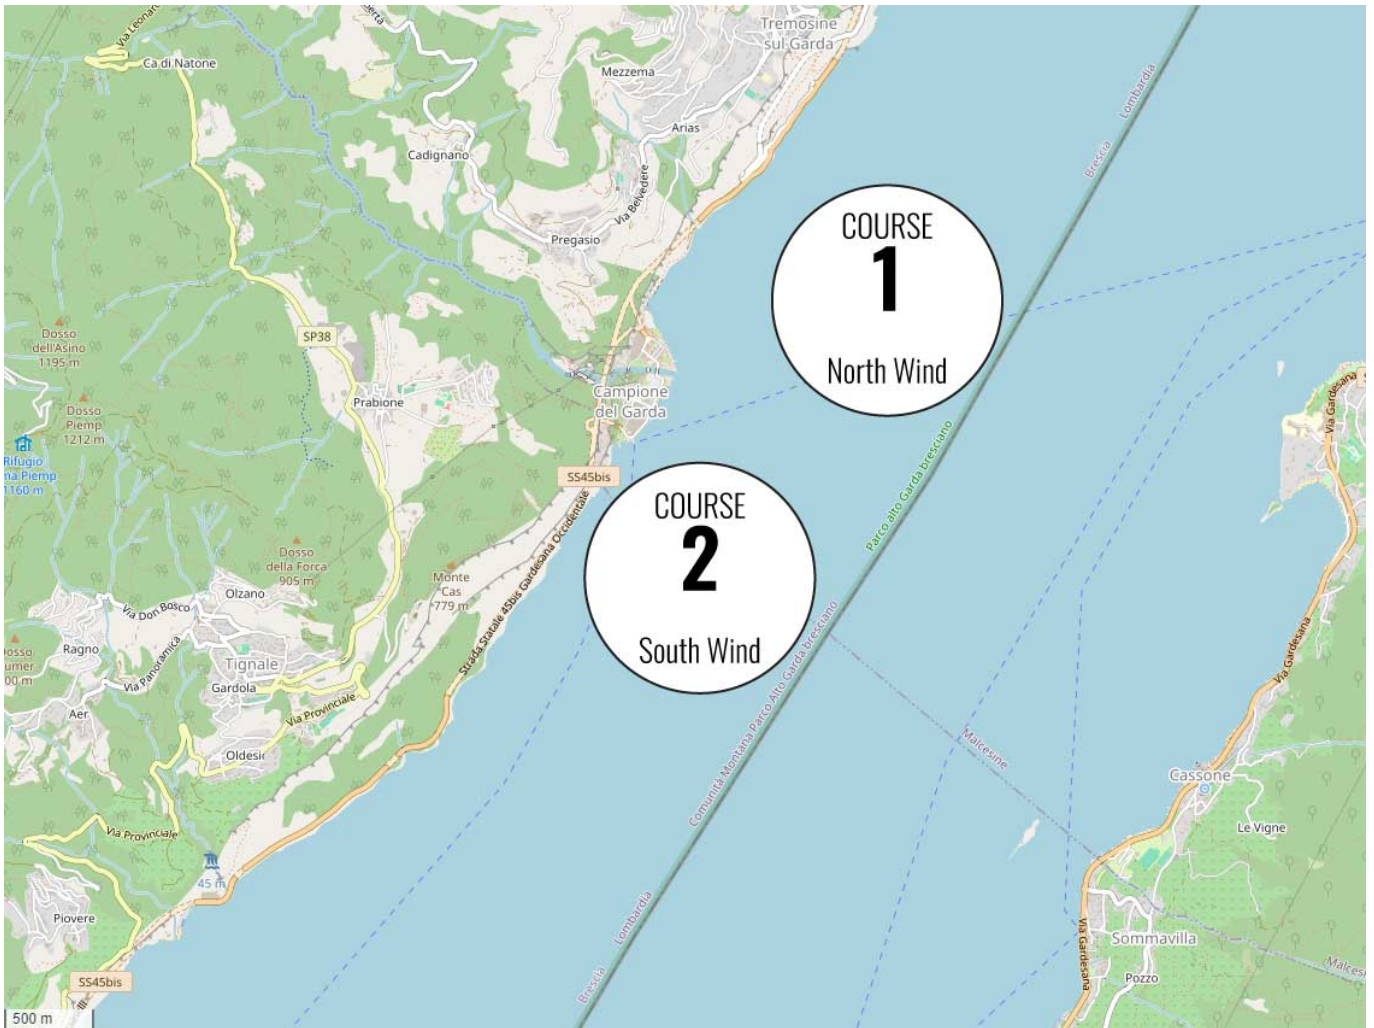 Via Leonar
Ca di Natone
Tremosine
sul Garda
Mezzema
Arias
Cadignano
Via Belvedere
Pregasio
Lombardia
Brescia
COURSE
1
North Wind
Dosso
dell'Asino
1195 m
SP38
Dosso
Piemp
1212 m
Prabione
Campione
del Garda
Rifugio
ma Piemp
1160 m
SS45bis
Via Gardesana
COURSE
2
South Wind
Parco alto Garda bresciano
Dosso
della Forca
905 m
Monte
Cas
779 m
Strada Statale 45bis Gardesana Occidentale
Olzano
Via Don Bosco
Ragno
Via Panoramica
Tignale
Gardola
Via Provinciale
Aer
Oldesio
Via Gardesana
Comunità Montana Parco Alto Garda bresciano
Malcesine
Cassone
Le Vigne
Via Provinciale
45 m
Piovere
Lombardia
Brescia
Via Gardesana
Sommavilla
Pozzo
Malces
SS45bis
500 m